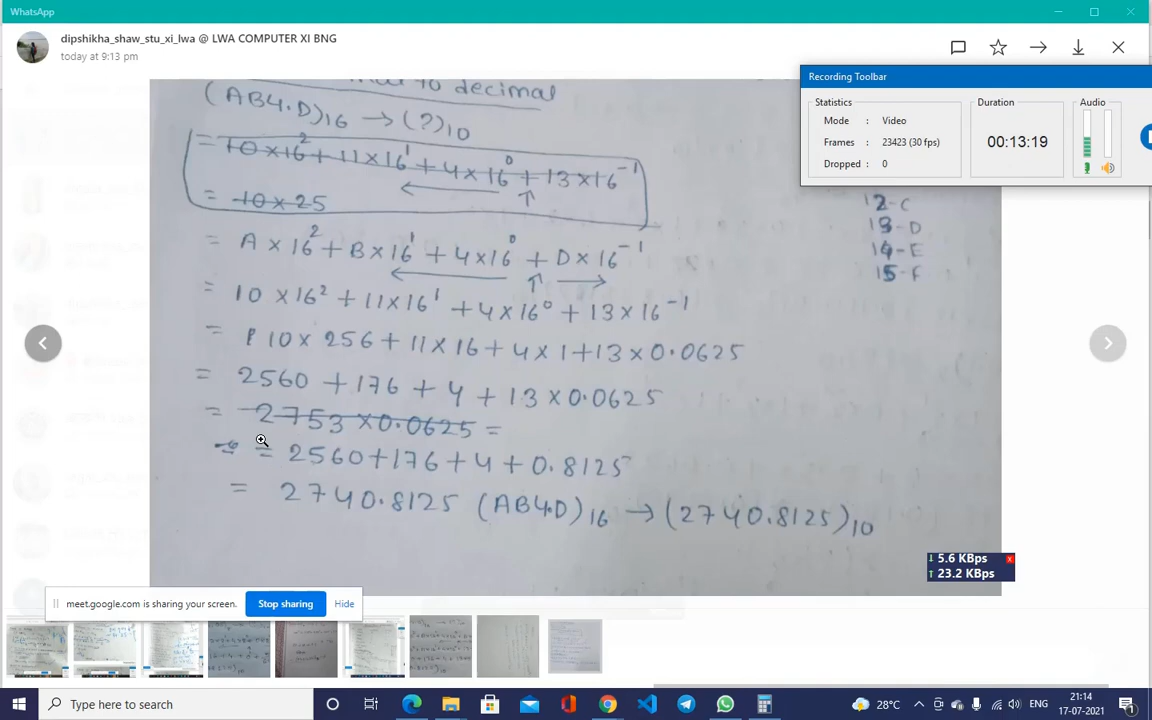 WhatsApp
dipshikha_shaw_stu_xi_lwa @ LWA COMPUTER XI BNG
today at 9:13 pm
Recording Toolbar
Statistics
Mode : Video
Frames : 23423 (30 fps)
Dropped : 0
Duration
00:13:19
Audio
to decimal
(AB4.D)16 → (?)10
= 10×16² + 11×16¹ + 4×16⁰ + 13×16⁻¹
= 10×25
12-C
13-D
14-E
15-F
= A×16² + B×16¹ + 4×16⁰ + D×16⁻¹
= 10×16² + 11×16¹ + 4×16⁰ + 13×16⁻¹
= 10×256 + 11×16 + 4×1 + 13×0.0625
= 2560 + 176 + 4 + 13×0.0625
= 2753×0.0625 =
= 2560+176+4+0.8125
= 2740.8125 (AB4.D)16 → (2740.8125)10
5.6 KBps
23.2 KBps
meet.google.com is sharing your screen. Stop sharing Hide
Type here to search
28°C ENG 21:14
17-07-2021